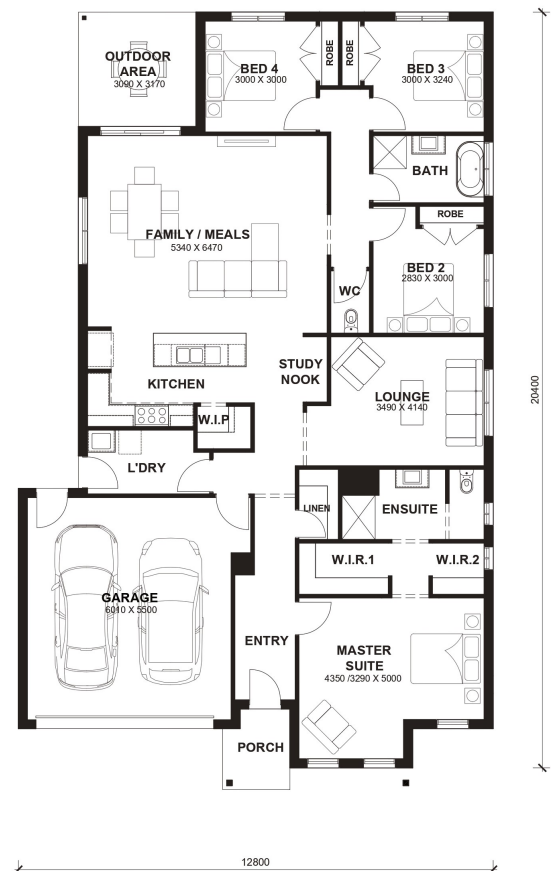 OUTDOOR
AREA
3090 X 3170
BED 4
3000 X 3000
ROBE
ROBE
BED 3
3000 X 3240
BATH
FAMILY / MEALS
5340 X 6470
ROBE
BED 2
2830 X 3000
WC
STUDY
NOOK
KITCHEN
LOUNGE
3490 X 4140
20400
W.I.P
L'DRY
LINEN
ENSUITE
W.I.R.1
W.I.R.2
GARAGE
6010 X 5500
ENTRY
MASTER
SUITE
4350 /3290 X 5000
PORCH
12800